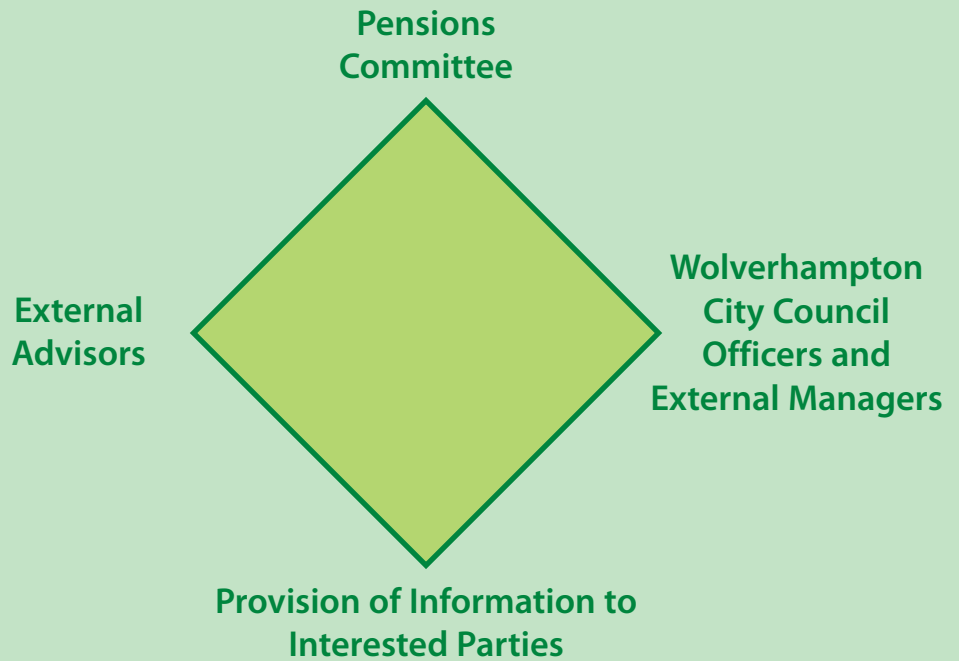 Pensions
Committee
External
Advisors
Wolverhampton
City Council
Officers and
External Managers
Provision of Information to
Interested Parties